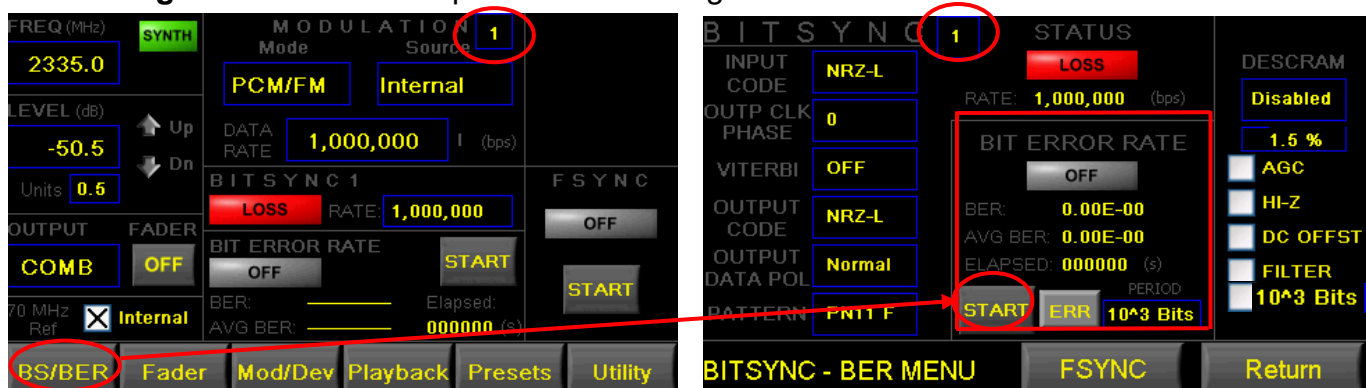 FREQ (MHz)
SYNTH
2335.0
LEVEL (dB)
-50.5
Up
Dn
Units 0.5
OUTPUT
FADER
COMB
OFF
70 MHz
Ref
Internal
MODULATION 1
Mode Source
PCM/FM Internal
DATA
RATE
1,000,000 I (bps)
BITSYNC 1
LOSS RATE: 1,000,000
BIT ERROR RATE
OFF
START
BER:
AVG BER:
Elapsed:
000000 (s)
FSYNC
OFF
START
BS/BER Fader Mod/Dev Playback Presets Utility
BITSYNC 1
INPUT
CODE
NRZ-L
OUTP CLK
PHASE
0
VITERBI OFF
OUTPUT
CODE
NRZ-L
OUTPUT
DATA POL
Normal
PATTERN PN11 F
STATUS
LOSS
RATE: 1,000,000 (bps)
BIT ERROR RATE
OFF
BER: 0.00E-00
AVG BER: 0.00E-00
ELAPSED: 000000 (s)
PERIOD
START ERR 10^3 Bits
DESCRAM
Disabled
1.5 %
AGC
HI-Z
DC OFFST
FILTER
10^3 Bits
BITSYNC - BER MENU FSYNC Return